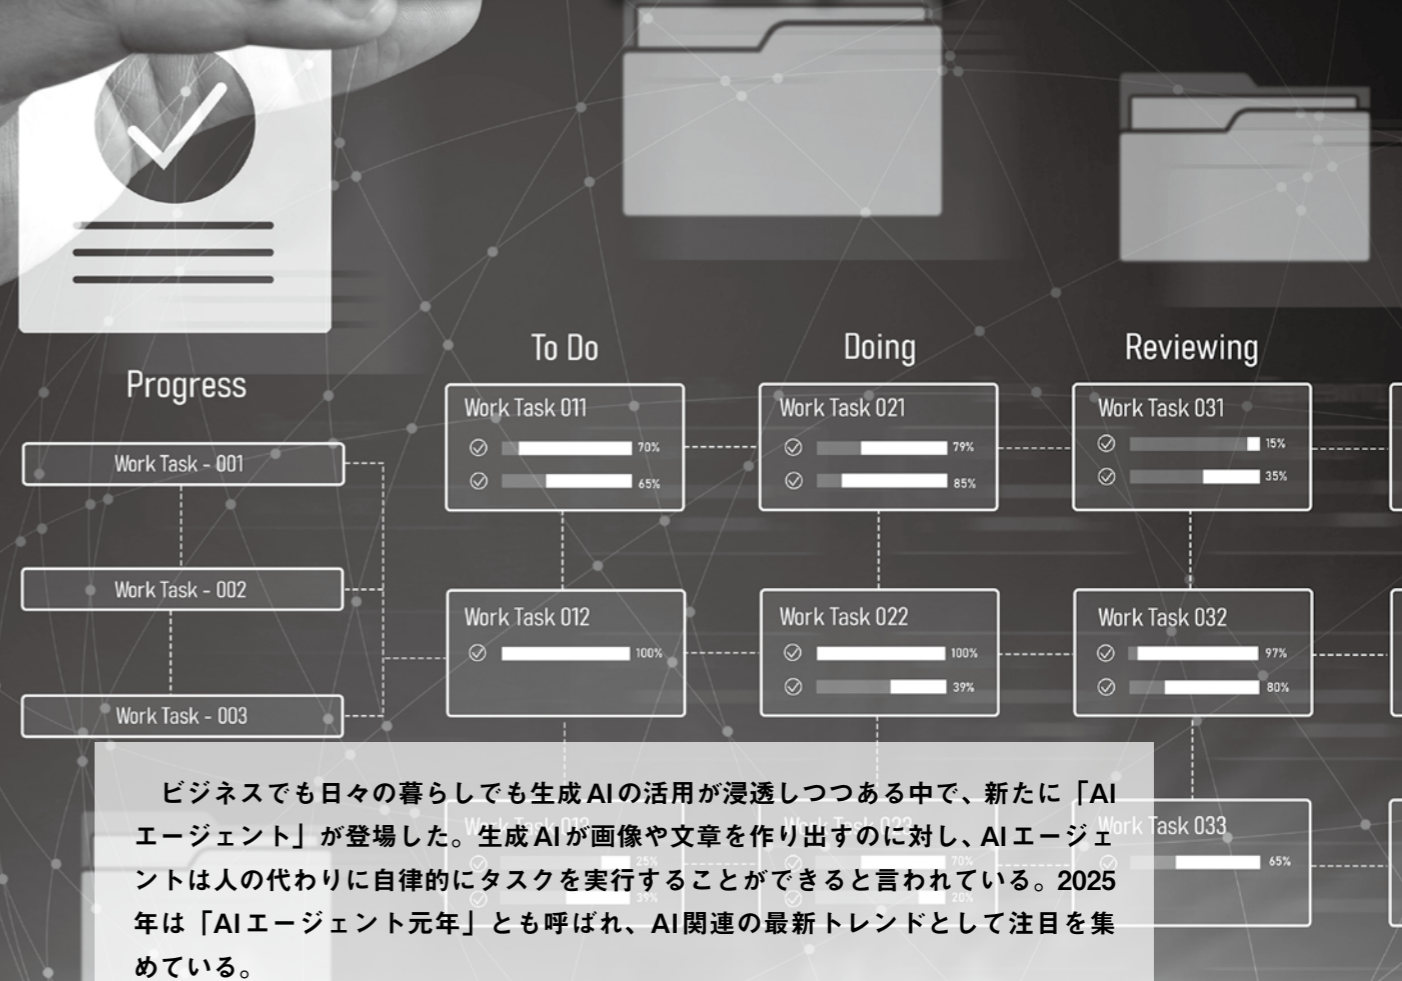 To Do
Doing
Reviewing
Progress
Work Task 011
70%
65%
Work Task 021
79%
85%
Work Task 031
15%
35%
Work Task - 001
Work Task - 002
Work Task - 003
Work Task 012
100%
Work Task 022
100%
39%
Work Task 032
97%
80%
Work Task 013
25%
39%
Work Task 023
70%
20%
Work Task 033
65%
ビジネスでも日々の暮らしでも生成AIの活用が浸透しつつある中で、新たに「AI
エージェント」が登場した。生成AIが画像や文章を作り出すのに対し、AIエージェ
ントは人の代わりに自律的にタスクを実行することができると言われている。2025
年は「AIエージェント元年」とも呼ばれ、AI関連の最新トレンドとして注目を集
めている。